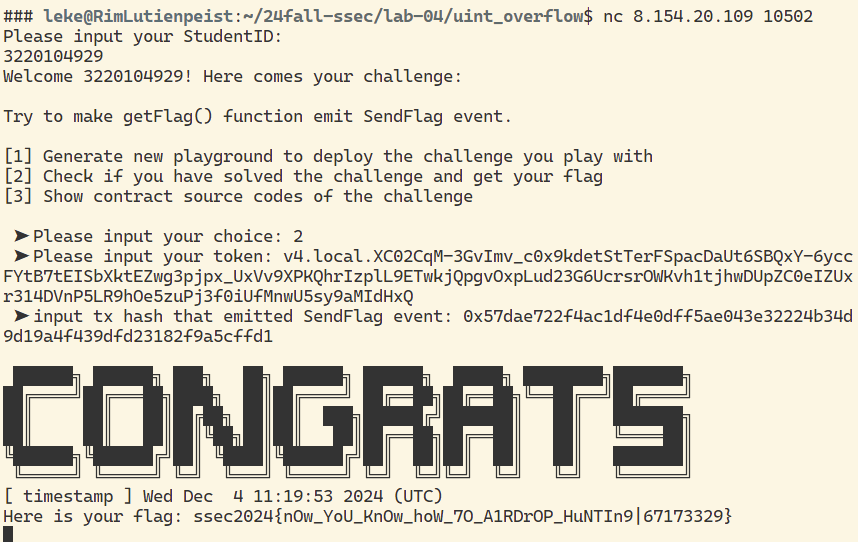 ### leke@RimLutienpeist:~/24fall-ssec/lab-04/uint_overflow$ nc 8.154.20.109 10502
Please input your StudentID:
3220104929
Welcome 3220104929! Here comes your challenge:
Try to make getFlag() function emit SendFlag event.
[1] Generate new playground to deploy the challenge you play with
[2] Check if you have solved the challenge and get your flag
[3] Show contract source codes of the challenge
➤Please input your choice: 2
➤Please input your token: v4.local.XC02CqM-3GvImv_c0x9kdetStTerFSpacDaUt6SBQxY-6ycc
FYtB7tEISbXktEZwg3pjpx_UxVv9XPKQhrIzplL9ETwkjQpgvOxpLud23G6UcrsrOWKvh1tjhwDUpZC0eIZUx
r314DVnP5LR9hOe5zuPj3f0iUfMnwU5sy9aMIdHxQ
➤input tx hash that emitted SendFlag event: 0x57dae722f4ac1df4e0dff5ae043e32224b34d
9d19a4f439dfd23182f9a5cffd1
CONGRATS
[ timestamp ] Wed Dec  4 11:19:53 2024 (UTC)
Here is your flag: ssec2024{nOw_YoU_KnOw_hoW_7O_A1RDrOP_HuNTIn9|67173329}